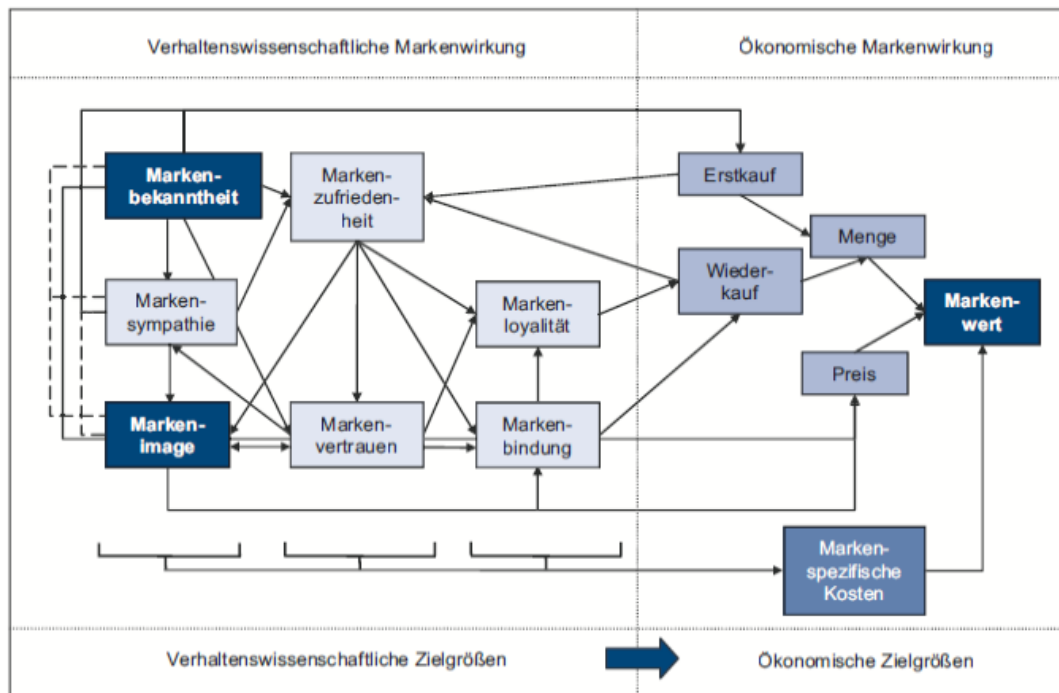 Verhaltenswissenschaftliche Markenwirkung
Ökonomische Markenwirkung
Marken-
bekanntheit
Marken-
zufrieden-
heit
Erstkauf
Menge
Marken-
sympathie
Marken-
loyalität
Wieder-
kauf
Marken-
wert
Preis
Marken-
image
Marken-
vertrauen
Marken-
bindung
Marken-
spezifische
Kosten
Verhaltenswissenschaftliche Zielgrößen
Ökonomische Zielgrößen